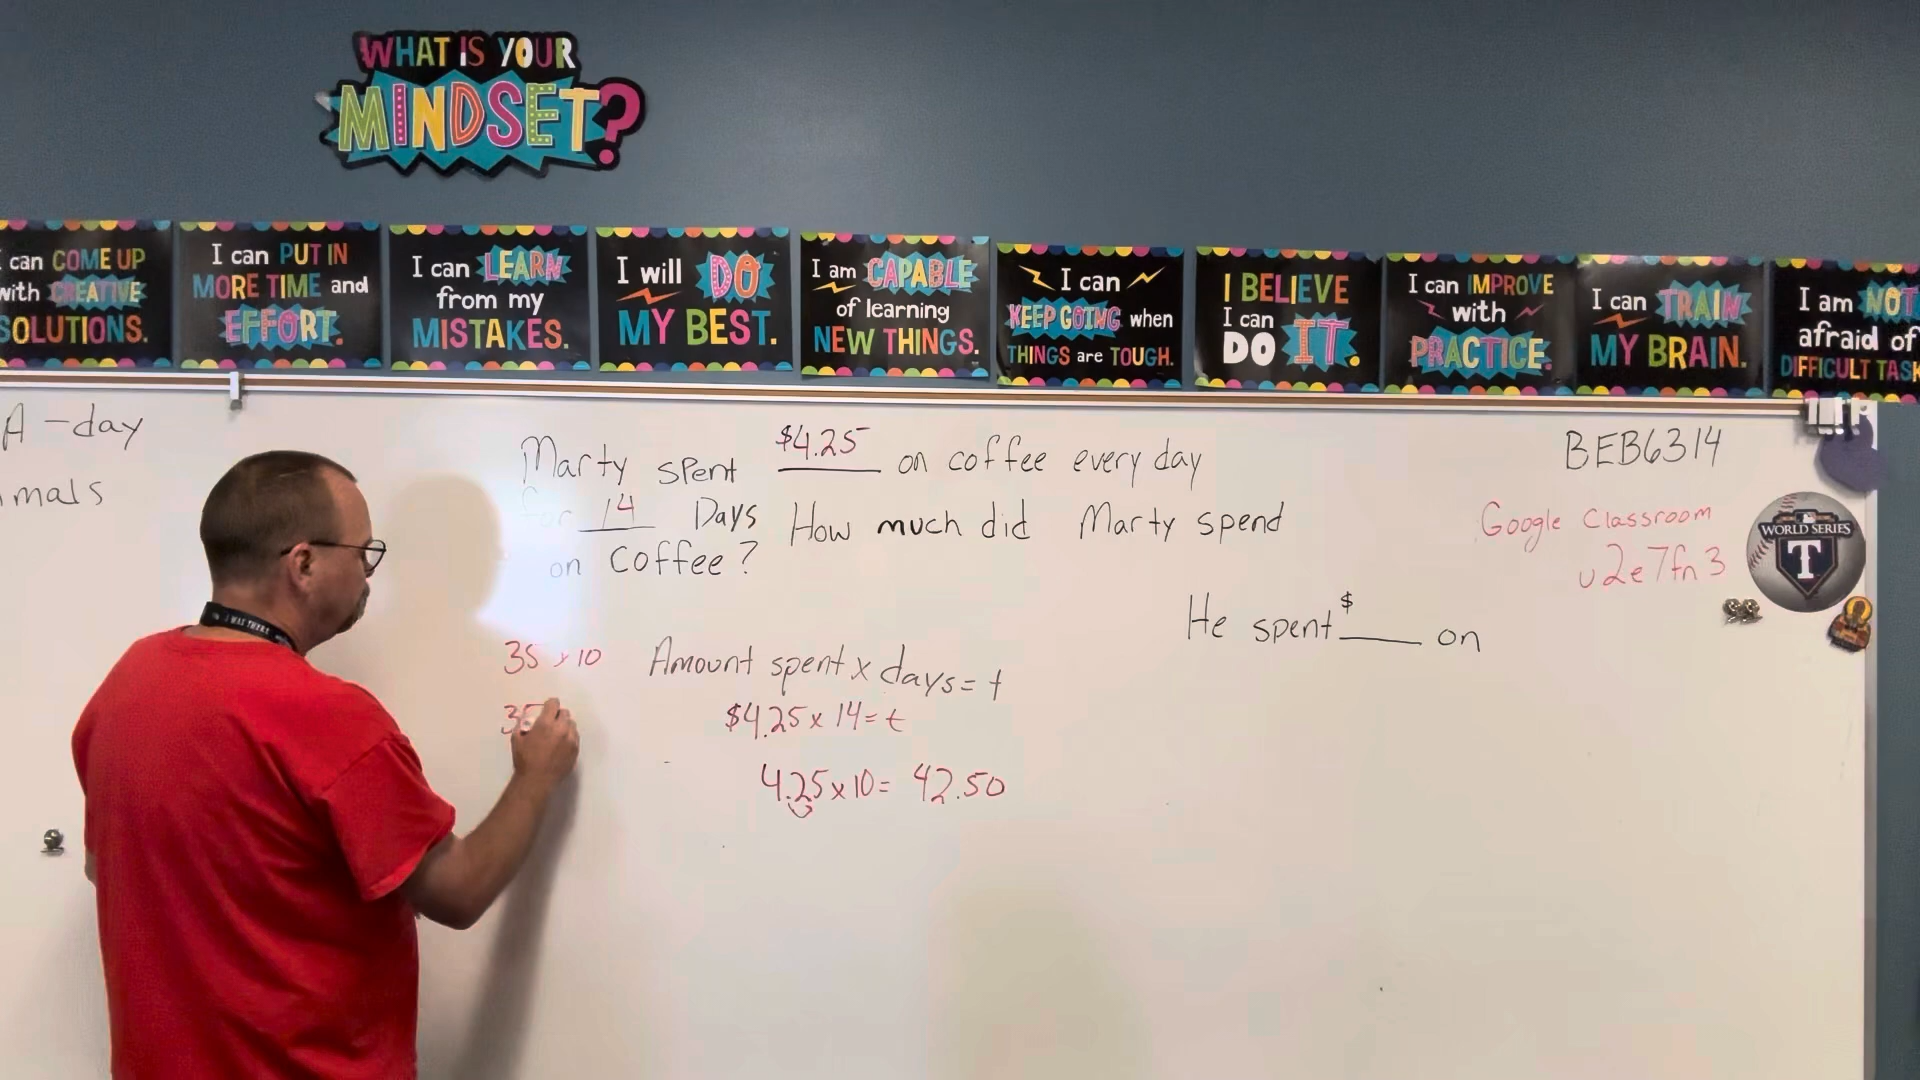 WHAT IS YOUR
MINDSET?
I can COME UP
with CREATIVE
SOLUTIONS.
I can PUT IN
MORE TIME and
EFFORT.
I can LEARN
from my
MISTAKES.
I will DO
MY BEST.
I am CAPABLE
of learning
NEW THINGS.
I can
KEEP GOING when
THINGS are TOUGH.
I BELIEVE
I can
DO IT.
I can IMPROVE
with
PRACTICE.
I can TRAIN
MY BRAIN.
I am NOT
afraid of
DIFFICULT TASK
A-day
mals
Marty spent $4.25 on coffee every day
for 14 Days How much did Marty spend
on coffee?
BEB6314
Google Classroom
u2e7fn3
WORLD SERIES
T
He spent $____ on
I WAS THERE
35 x 10
35
Amount spent x days = t
$4.25 x 14 = t
4.25 x 10 = 42.50